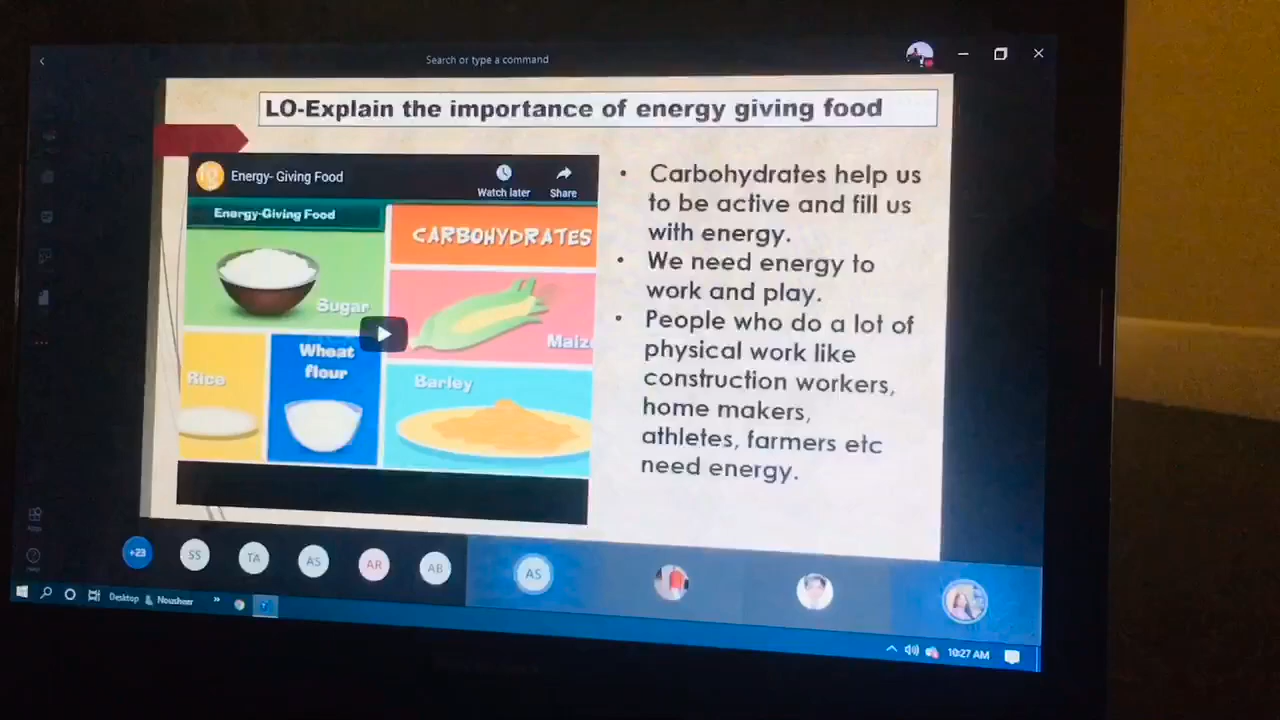 Search or type a command
LO-Explain the importance of energy giving food
Energy- Giving Food
Watch later
Share
Energy-Giving Food
CARBOHYDRATES
Sugar
Maize
Rice
Wheat
flour
Barley
• Carbohydrates help us
to be active and fill us
with energy.
• We need energy to
work and play.
• People who do a lot of
physical work like
construction workers,
home makers,
athletes, farmers etc
need energy.
+23
SS
TA
AS
AR
AB
AS
Desktop
Nousheer
»
10:27 AM